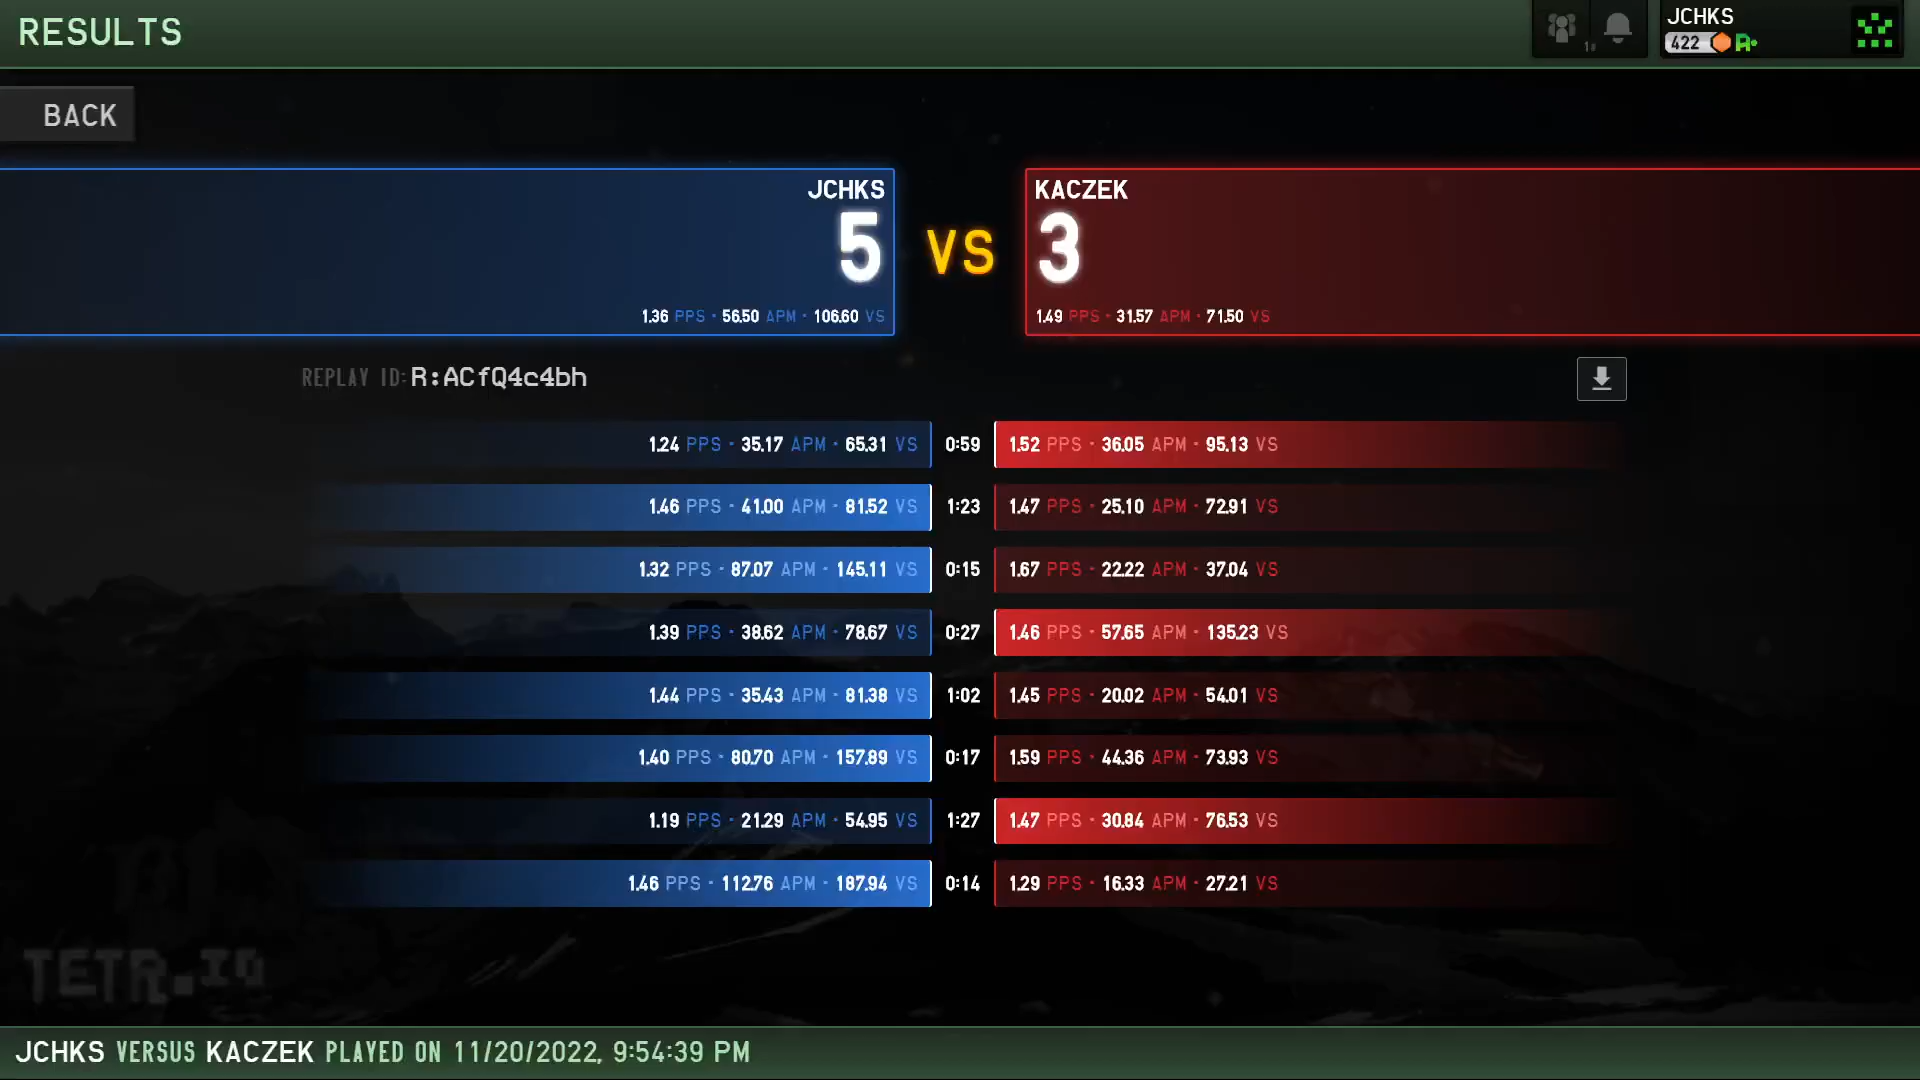 RESULTS
JCHKS
422
BACK
JCHKS
5
1.36 PPS · 56.50 APM · 106.60 VS
VS
KACZEK
3
1.49 PPS · 31.57 APM · 71.50 VS
REPLAY ID: R:ACfQ4c4bh
1.24 PPS · 35.17 APM · 65.31 VS 0:59 1.52 PPS · 36.05 APM · 95.13 VS
1.46 PPS · 41.00 APM · 81.52 VS 1:23 1.47 PPS · 25.10 APM · 72.91 VS
1.32 PPS · 87.07 APM · 145.11 VS 0:15 1.67 PPS · 22.22 APM · 37.04 VS
1.39 PPS · 38.62 APM · 78.67 VS 0:27 1.46 PPS · 57.65 APM · 135.23 VS
1.44 PPS · 35.43 APM · 81.38 VS 1:02 1.45 PPS · 20.02 APM · 54.01 VS
1.40 PPS · 80.70 APM · 157.89 VS 0:17 1.59 PPS · 44.36 APM · 73.93 VS
1.19 PPS · 21.29 APM · 54.95 VS 1:27 1.47 PPS · 30.84 APM · 76.53 VS
1.46 PPS · 112.76 APM · 187.94 VS 0:14 1.29 PPS · 16.33 APM · 27.21 VS
TETR.IO
JCHKS VERSUS KACZEK PLAYED ON 11/20/2022, 9:54:39 PM